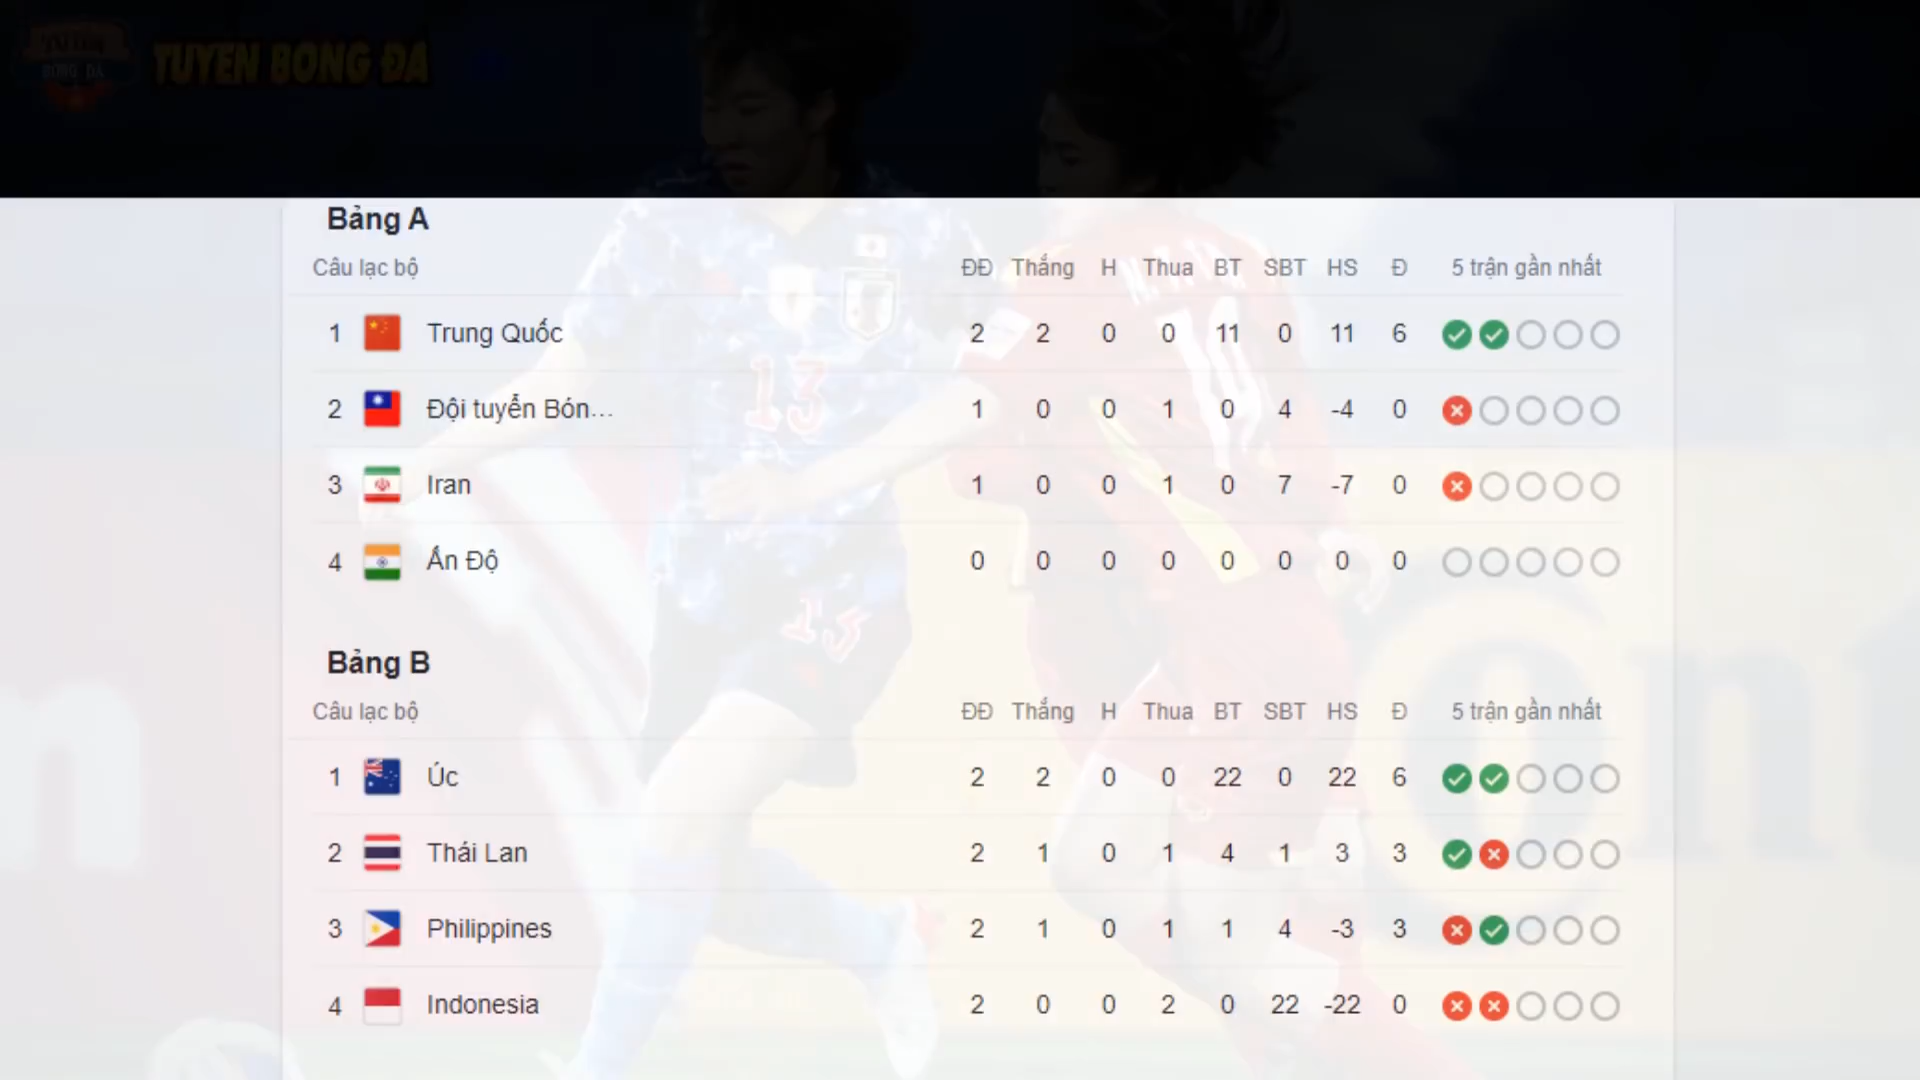 TUYEN BONG ĐA
Bảng A
Câu lạc bộ ĐĐ Thắng H Thua BT SBT HS Đ 5 trận gần nhất
1 Trung Quốc 2 2 0 0 11 0 11 6
2 Đội tuyển Bón... 1 0 0 1 0 4 -4 0
3 Iran 1 0 0 1 0 7 -7 0
4 Ấn Độ 0 0 0 0 0 0 0 0
Bảng B
Câu lạc bộ ĐĐ Thắng H Thua BT SBT HS Đ 5 trận gần nhất
1 Úc 2 2 0 0 22 0 22 6
2 Thái Lan 2 1 0 1 4 1 3 3
3 Philippines 2 1 0 1 1 4 -3 3
4 Indonesia 2 0 0 2 0 22 -22 0
13
13